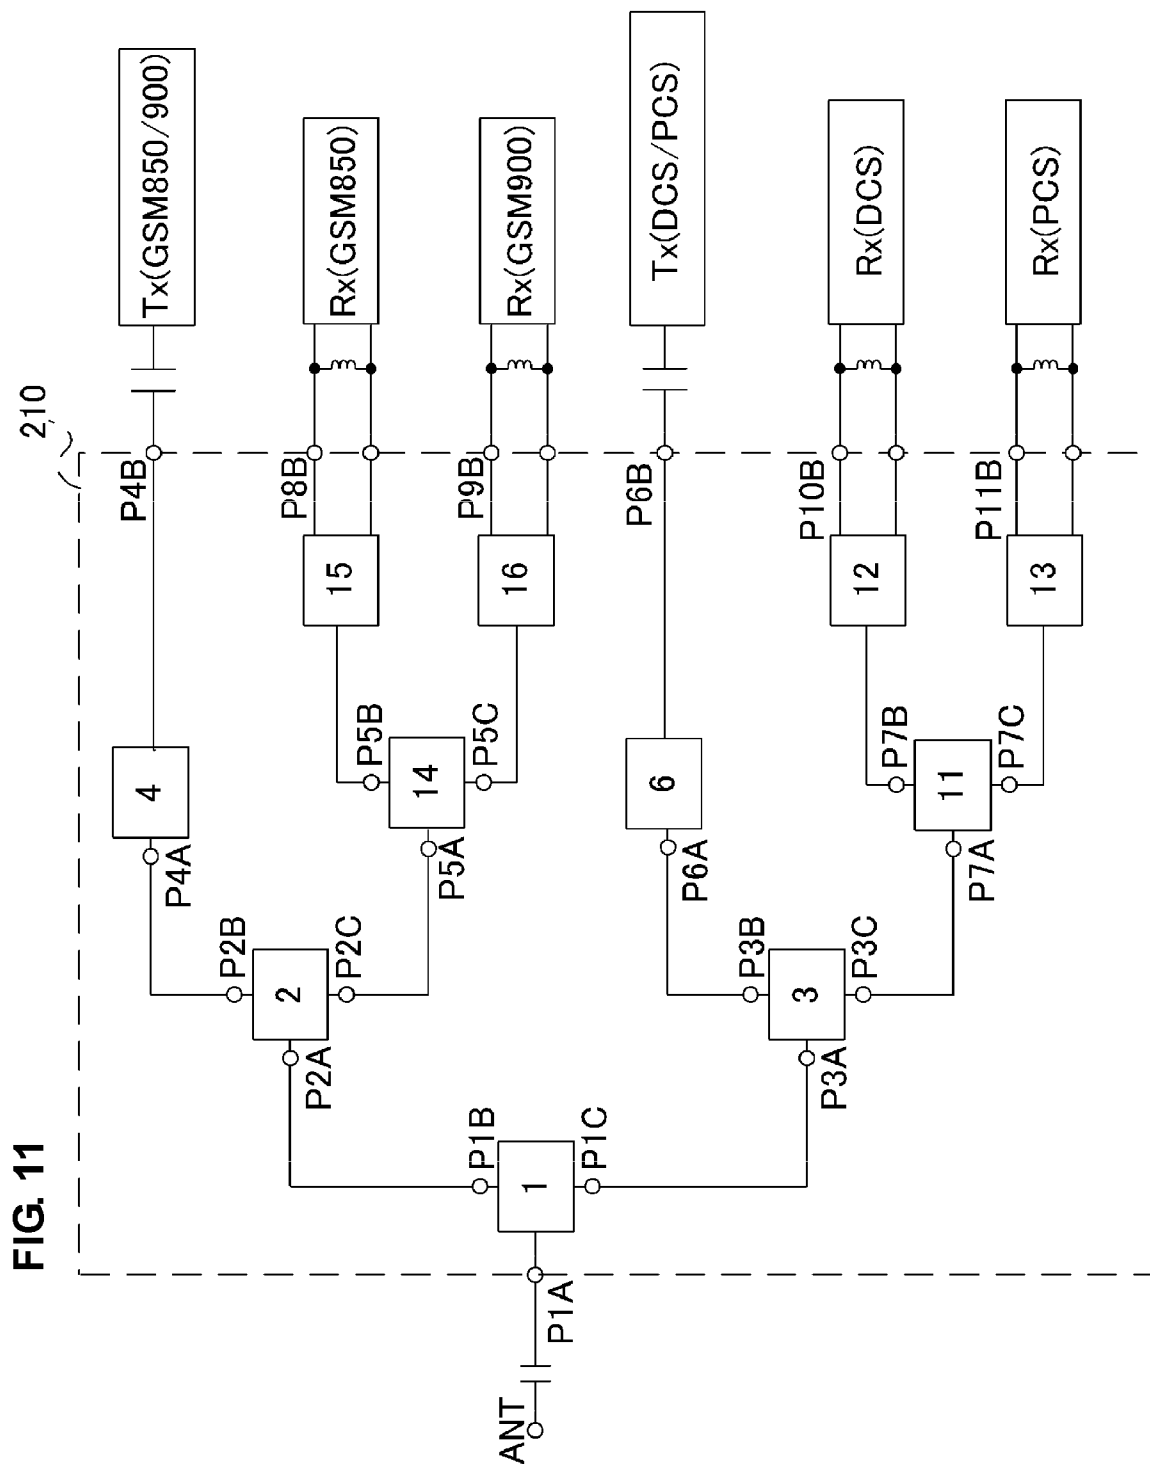 FIG. 11
210
Tx(GSM850/900)
Rx(GSM850)
Rx(GSM900)
Tx(DCS/PCS)
Rx(DCS)
Rx(PCS)
P4B
P8B
P9B
P6B
P10B
P11B
15
16
12
13
4
P5B
14
P5C
6
P7B
11
P7C
P4A
P5A
P6A
P7A
P2B
2
P2C
P3B
3
P3C
P2A
P3A
P1B
1
P1C
P1A
ANT